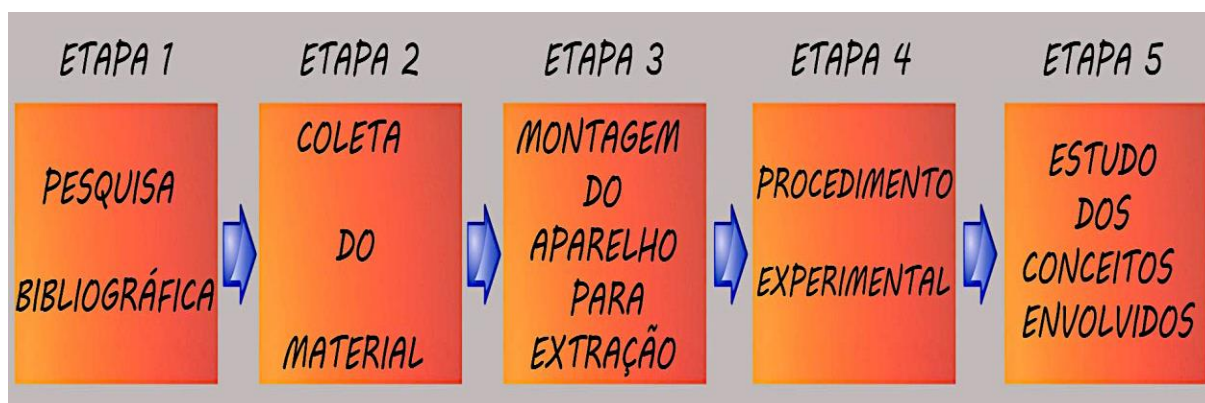 ETAPA 1
PESQUISA
BIBLIOGRÁFICA
ETAPA 2
COLETA
DO
MATERIAL
ETAPA 3
MONTAGEM
DO
APARELHO
PARA
EXTRAÇÃO
ETAPA 4
PROCEDIMENTO
EXPERIMENTAL
ETAPA 5
ESTUDO
DOS
CONCEITOS
ENVOLVIDOS